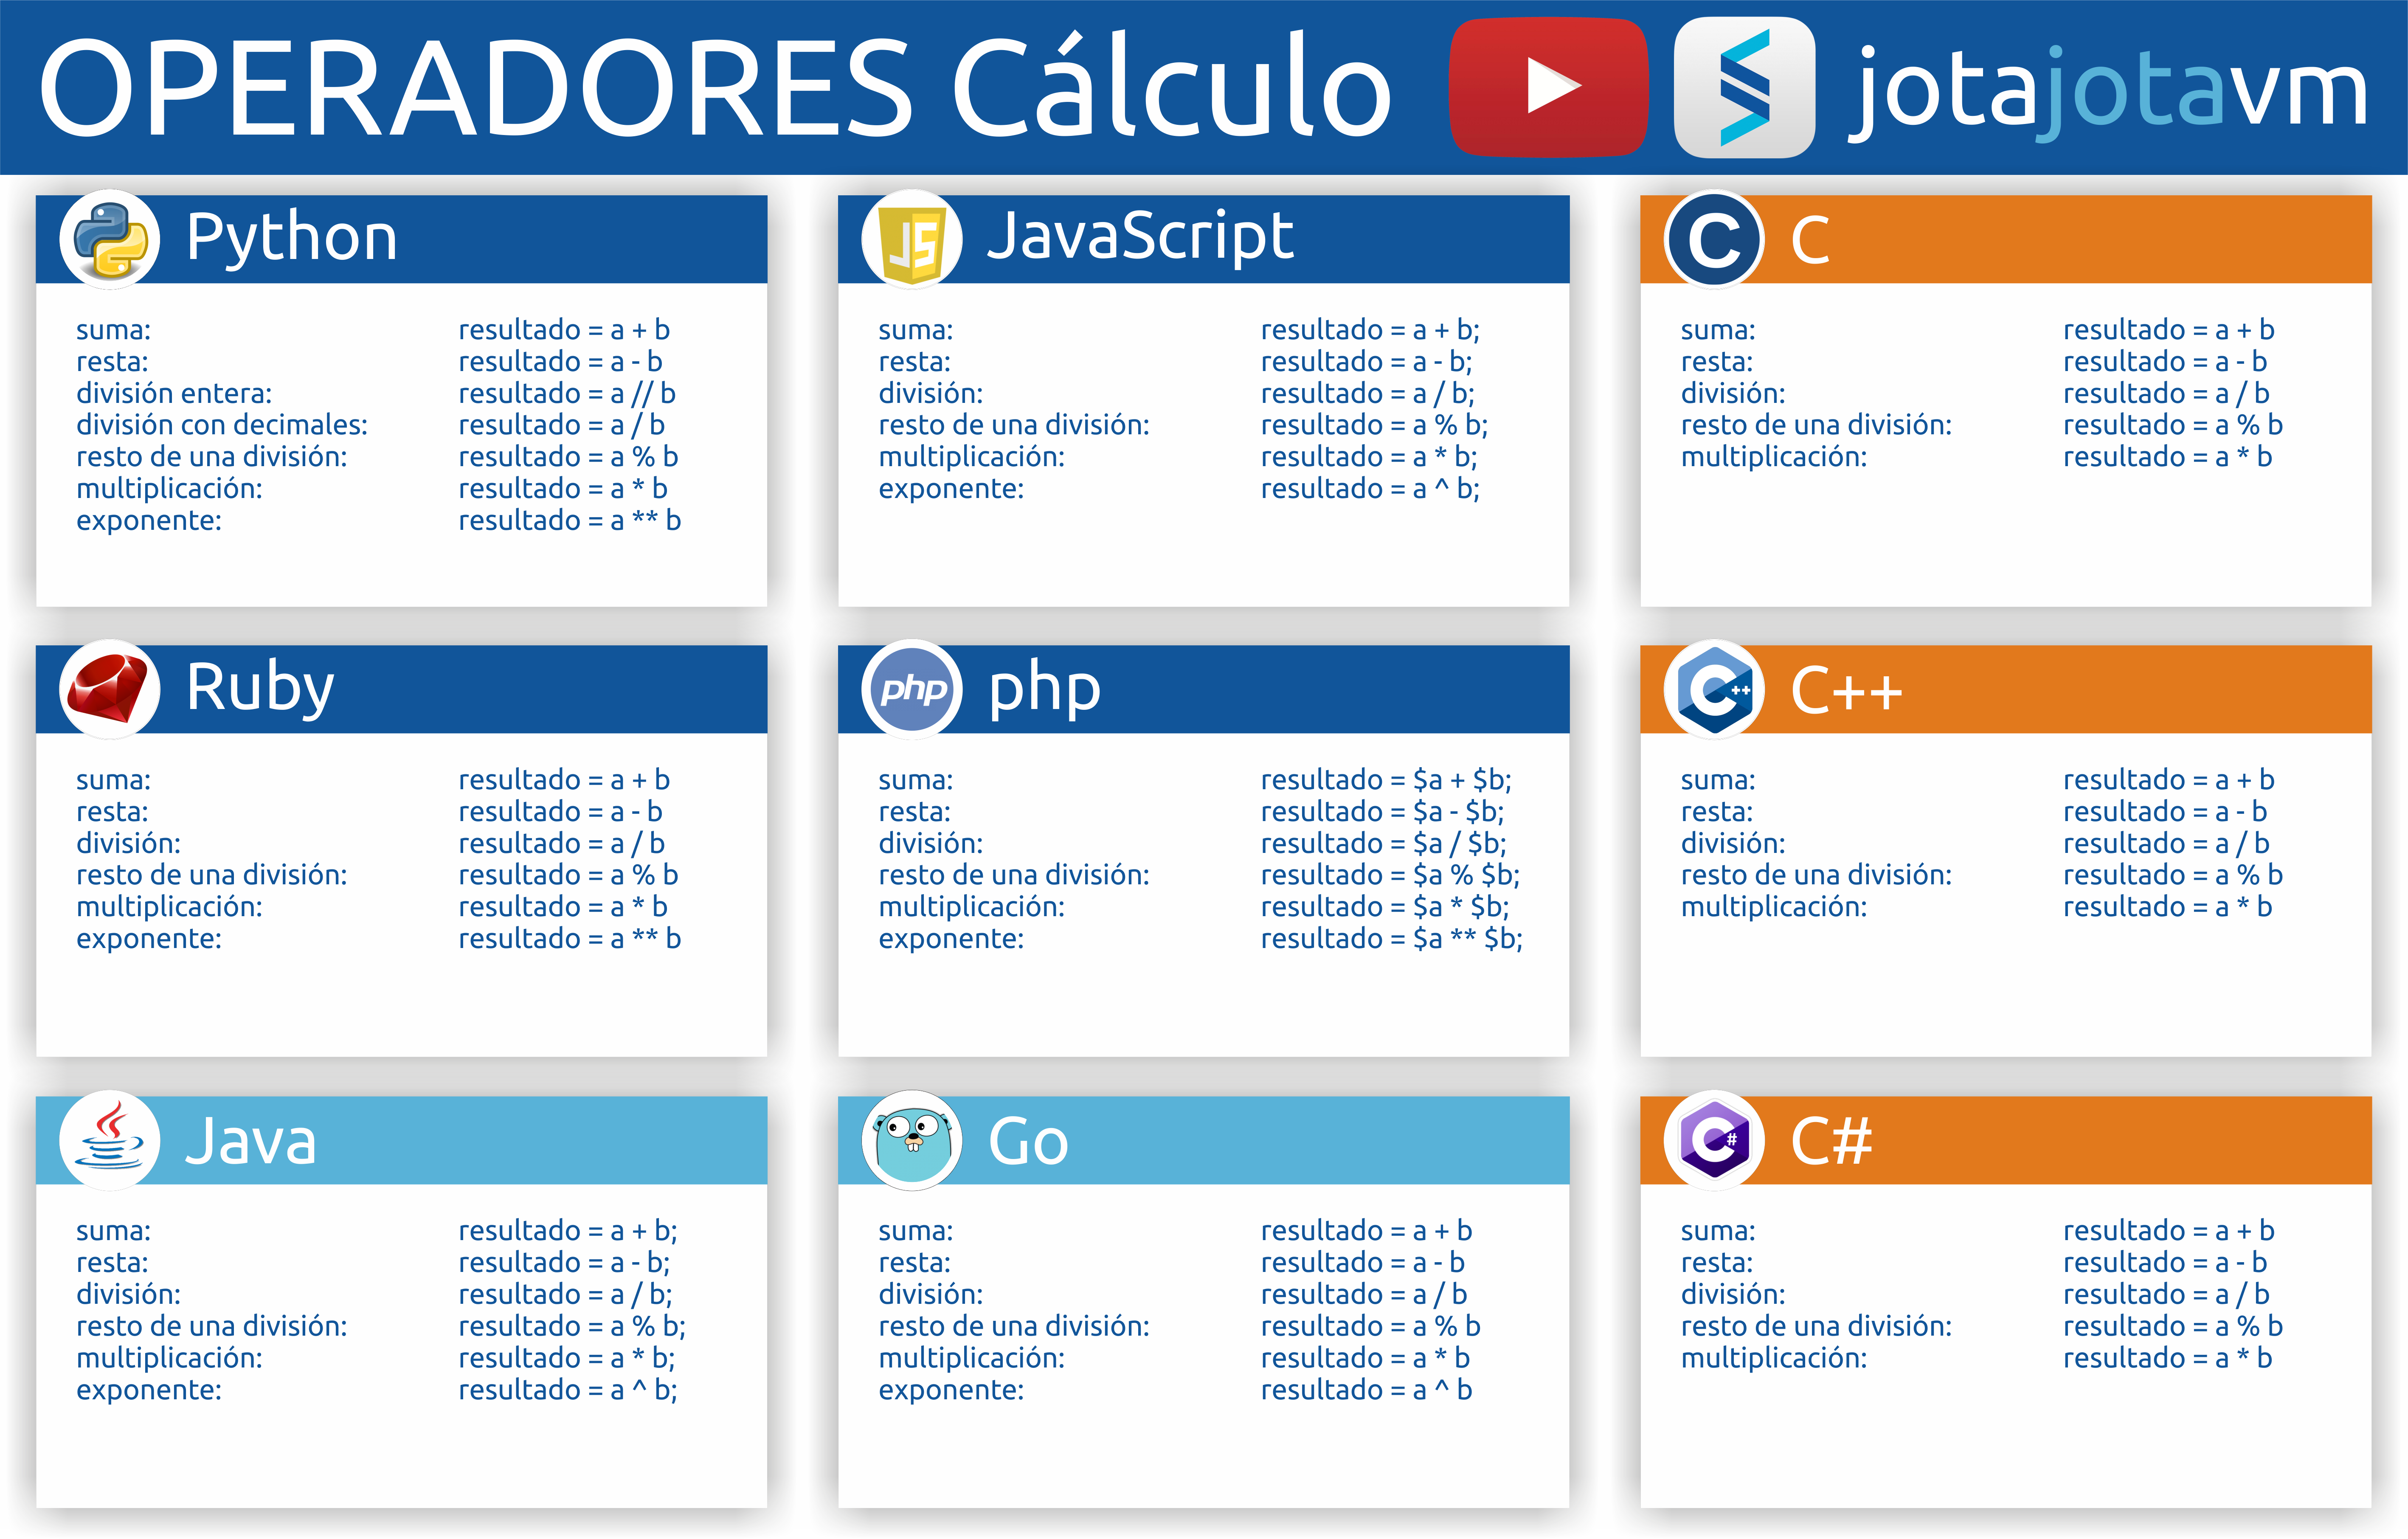 OPERADORES Cálculo jotajotavm
Python
suma: resultado = a + b
resta: resultado = a - b
división entera: resultado = a // b
división con decimales: resultado = a / b
resto de una división: resultado = a % b
multiplicación: resultado = a * b
exponente: resultado = a ** b
JS JavaScript
suma: resultado = a + b;
resta: resultado = a - b;
división: resultado = a / b;
resto de una división: resultado = a % b;
multiplicación: resultado = a * b;
exponente: resultado = a ^ b;
C C
suma: resultado = a + b
resta: resultado = a - b
división: resultado = a / b
resto de una división: resultado = a % b
multiplicación: resultado = a * b
Ruby
suma: resultado = a + b
resta: resultado = a - b
división: resultado = a / b
resto de una división: resultado = a % b
multiplicación: resultado = a * b
exponente: resultado = a ** b
php php
suma: resultado = $a + $b;
resta: resultado = $a - $b;
división: resultado = $a / $b;
resto de una división: resultado = $a % $b;
multiplicación: resultado = $a * $b;
exponente: resultado = $a ** $b;
C++ C++
suma: resultado = a + b
resta: resultado = a - b
división: resultado = a / b
resto de una división: resultado = a % b
multiplicación: resultado = a * b
Java
suma: resultado = a + b;
resta: resultado = a - b;
división: resultado = a / b;
resto de una división: resultado = a % b;
multiplicación: resultado = a * b;
exponente: resultado = a ^ b;
Go
suma: resultado = a + b
resta: resultado = a - b
división: resultado = a / b
resto de una división: resultado = a % b
multiplicación: resultado = a * b
exponente: resultado = a ^ b
C# C#
suma: resultado = a + b
resta: resultado = a - b
división: resultado = a / b
resto de una división: resultado = a % b
multiplicación: resultado = a * b